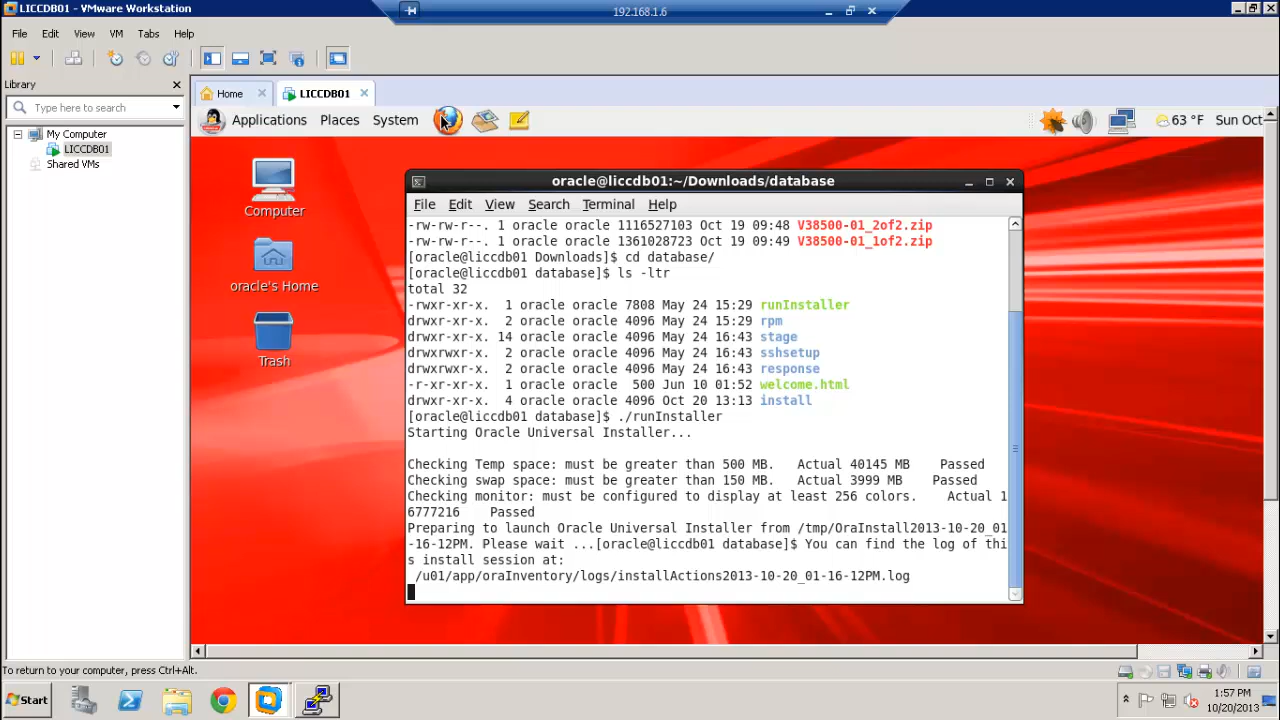 LICCDB01 - VMware Workstation
192.168.1.6
File Edit View VM Tabs Help
Library
Type here to search
My Computer
LICCDB01
Shared VMs
Home
LICCDB01
Applications Places System
63 °F Sun Oct
Computer
oracle's Home
Trash
oracle@liccdb01:~/Downloads/database
File Edit View Search Terminal Help
-rw-rw-r--. 1 oracle oracle 1116527103 Oct 19 09:48 V38500-01_2of2.zip
-rw-rw-r--. 1 oracle oracle 1361028723 Oct 19 09:49 V38500-01_1of2.zip
[oracle@liccdb01 Downloads]$ cd database/
[oracle@liccdb01 database]$ ls -ltr
total 32
-rwxr-xr-x. 1 oracle oracle 7808 May 24 15:29 runInstaller
drwxr-xr-x. 2 oracle oracle 4096 May 24 15:29 rpm
drwxr-xr-x. 14 oracle oracle 4096 May 24 16:43 stage
drwxrwxr-x. 2 oracle oracle 4096 May 24 16:43 sshsetup
drwxrwxr-x. 2 oracle oracle 4096 May 24 16:43 response
-r-xr-xr-x. 1 oracle oracle 500 Jun 10 01:52 welcome.html
drwxr-xr-x. 4 oracle oracle 4096 Oct 20 13:13 install
[oracle@liccdb01 database]$ ./runInstaller
Starting Oracle Universal Installer...
Checking Temp space: must be greater than 500 MB. Actual 40145 MB Passed
Checking swap space: must be greater than 150 MB. Actual 3999 MB Passed
Checking monitor: must be configured to display at least 256 colors. Actual 1
6777216 Passed
Preparing to launch Oracle Universal Installer from /tmp/OraInstall2013-10-20_01
-16-12PM. Please wait ...[oracle@liccdb01 database]$ You can find the log of thi
s install session at:
/u01/app/oraInventory/logs/installActions2013-10-20_01-16-12PM.log
To return to your computer, press Ctrl+Alt.
Start
1:57 PM
10/20/2013